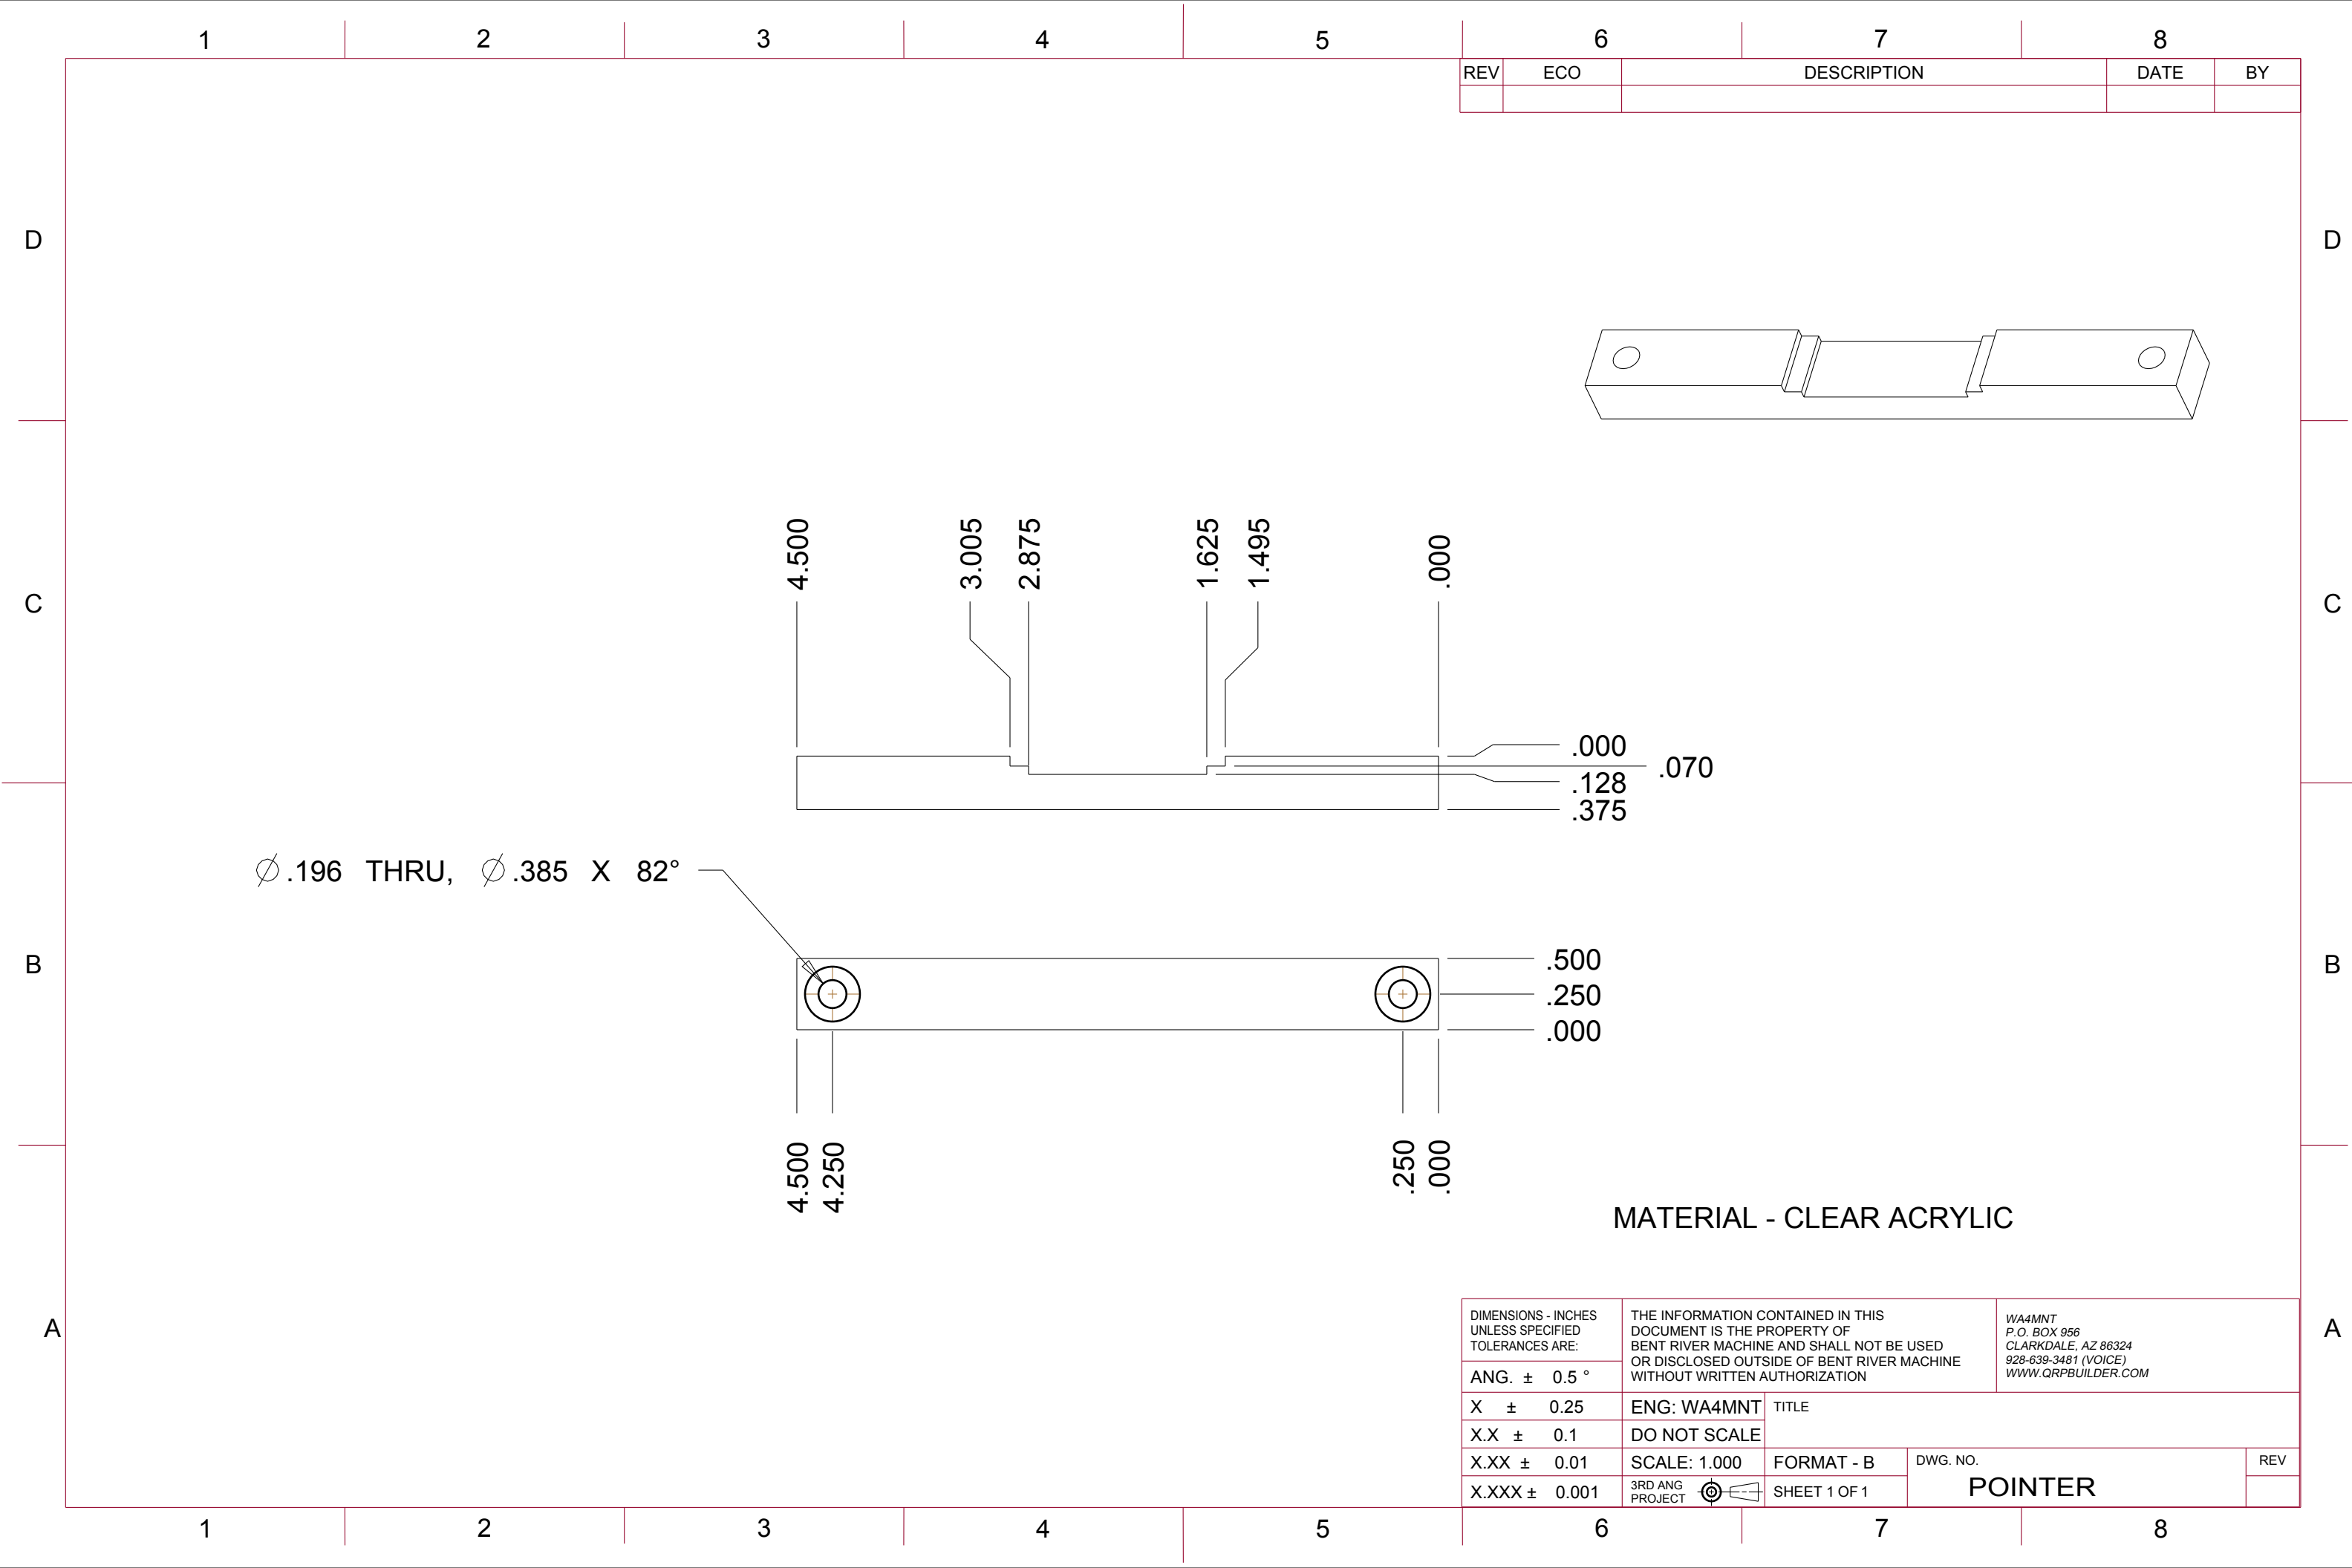 1 2 3 4 5 6 7 8
REV ECO DESCRIPTION DATE BY
D D
4.500 3.005 2.875 1.625 1.495 .000
C C
.000
.070
.128
.375
⌀.196 THRU, ⌀.385 X 82°
B B
.500
.250
.000
4.500 4.250 .250 .000
MATERIAL - CLEAR ACRYLIC
A A
DIMENSIONS - INCHES
UNLESS SPECIFIED
TOLERANCES ARE:
ANG. ± 0.5 °
X ± 0.25
X.X ± 0.1
X.XX ± 0.01
X.XXX ± 0.001
THE INFORMATION CONTAINED IN THIS
DOCUMENT IS THE PROPERTY OF
BENT RIVER MACHINE AND SHALL NOT BE USED
OR DISCLOSED OUTSIDE OF BENT RIVER MACHINE
WITHOUT WRITTEN AUTHORIZATION
WA4MNT
P.O. BOX 956
CLARKDALE, AZ 86324
928-639-3481 (VOICE)
WWW.QRPBUILDER.COM
ENG: WA4MNT
TITLE
DO NOT SCALE
SCALE: 1.000
FORMAT - B
DWG. NO.
REV
3RD ANG
PROJECT
SHEET 1 OF 1
POINTER
1 2 3 4 5 6 7 8